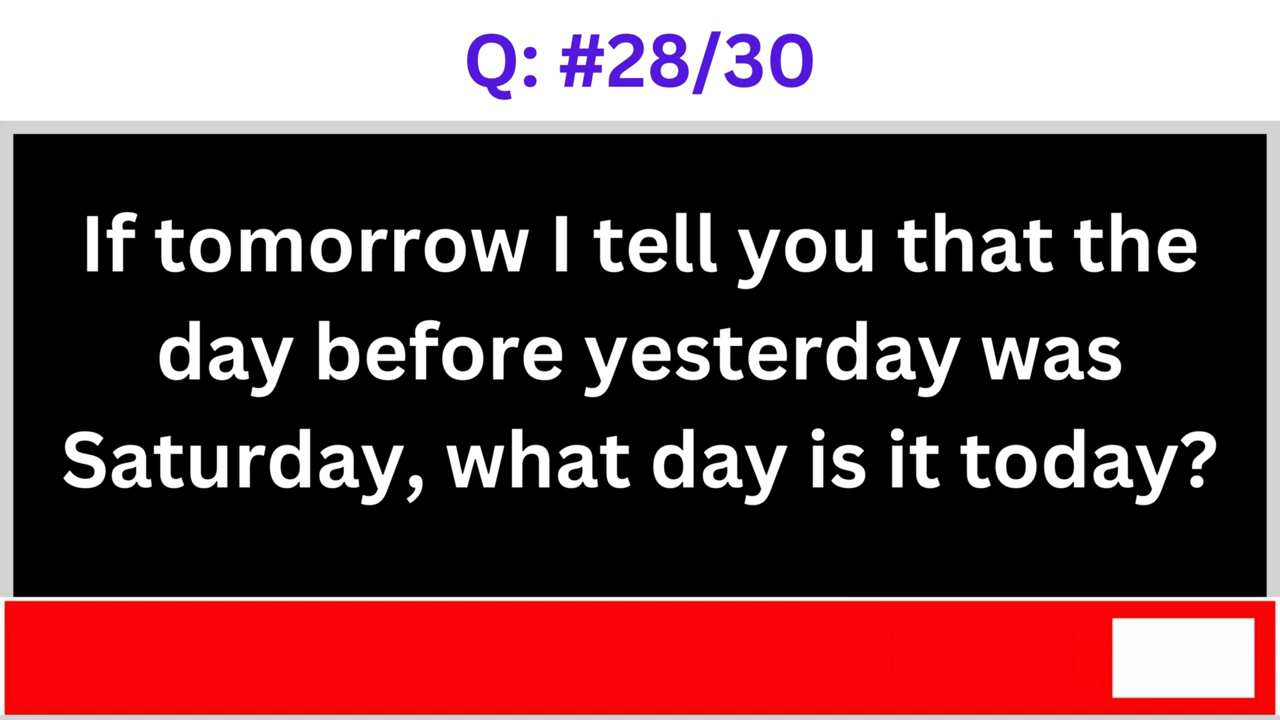 Q: #28/30
If tomorrow I tell you that the
day before yesterday was
Saturday, what day is it today?